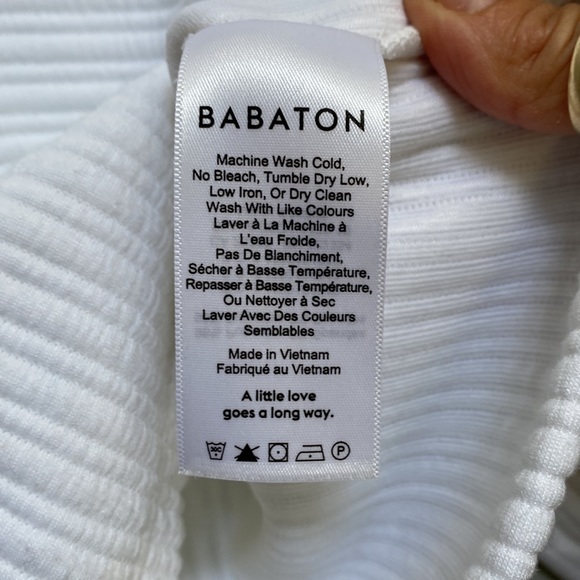 BABATON
Machine Wash Cold,
No Bleach, Tumble Dry Low,
Low Iron, Or Dry Clean
Wash With Like Colours
Laver à La Machine à
L'eau Froide,
Pas De Blanchiment,
Sécher à Basse Température,
Repasser à Basse Température,
Ou Nettoyer à Sec
Laver Avec Des Couleurs
Semblables
Made in Vietnam
Fabriqué au Vietnam
A little love
goes a long way.
30C P